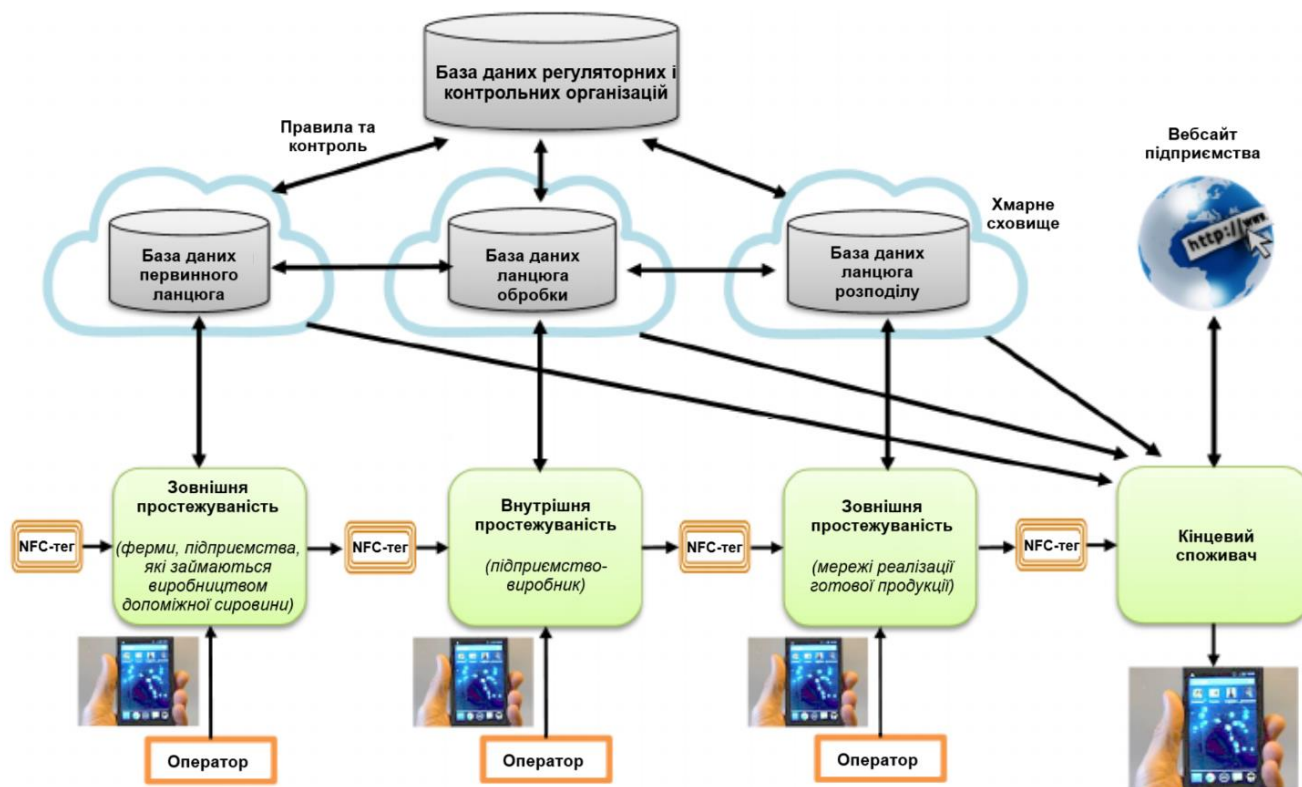 База даних регуляторних і
контрольних організацій
Правила та
контроль
Вебсайт
підприємства
Хмарне
сховище
База даних
первинного
ланцюга
База даних
ланцюга
обробки
База даних
ланцюга
розподілу
http://www.
Зовнішня
простежуваність
(ферми, підприємства,
які займаються
виробництвом
допоміжної сировини)
Внутрішня
простежуваність
(підприємство-
виробник)
Зовнішня
простежуваність
(мережі реалізації
готової продукції)
Кінцевий
споживач
NFC-тег
NFC-тег
NFC-тег
NFC-тег
Оператор
Оператор
Оператор